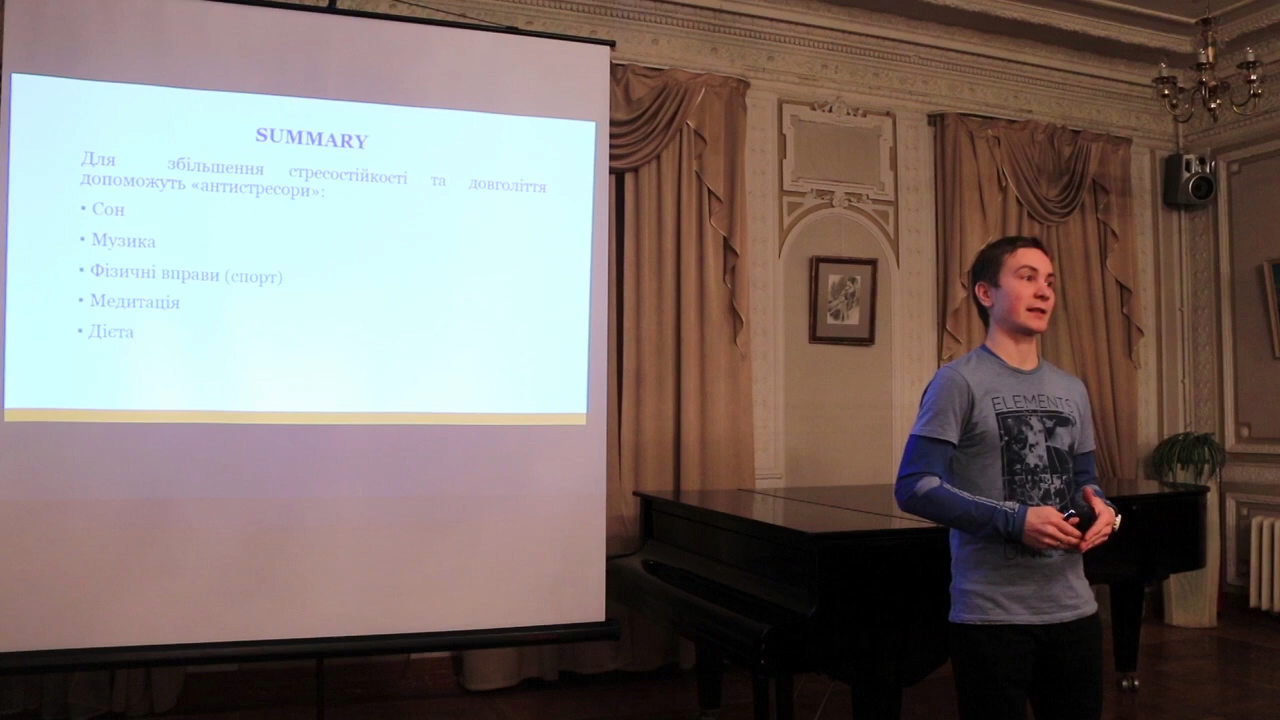 SUMMARY
Для збільшення стресостійкості та довголіття
допоможуть «антистресори»:
• Сон
• Музика
• Фізичні вправи (спорт)
• Медитація
• Дієта
ELEMENTS